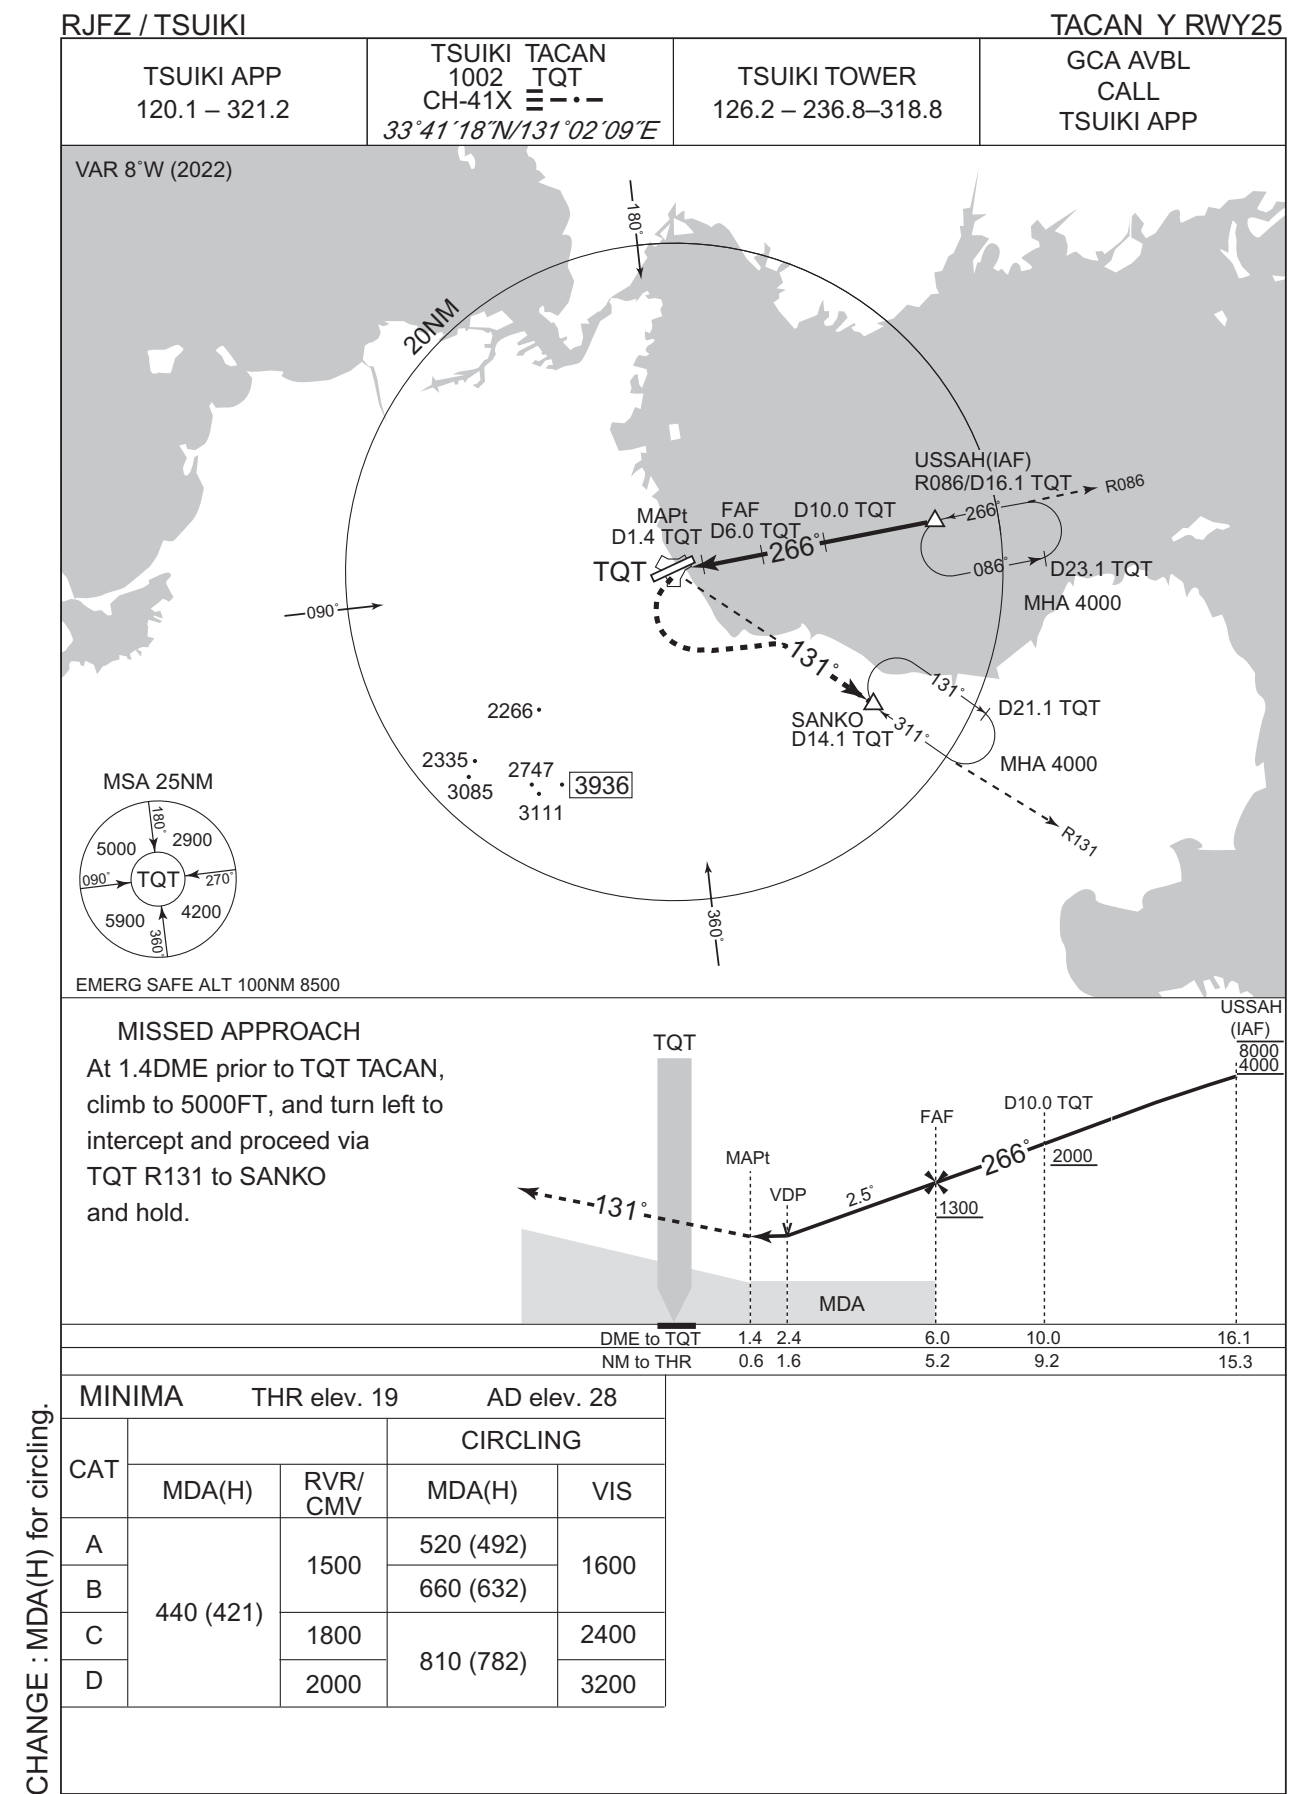 RJFZ / TSUIKI
TACAN Y RWY25
TSUIKI APP
120.1 – 321.2
TSUIKI TACAN
1002 TQT
CH-41X
33°41´18˝N/131°02´09˝E
TSUIKI TOWER
126.2 – 236.8–318.8
GCA AVBL
CALL
TSUIKI APP
VAR 8°W (2022)
180°
20NM
USSAH(IAF)
R086/D16.1 TQT
R086
266°
MAPt
D1.4 TQT
FAF
D6.0 TQT
D10.0 TQT
266°
TQT
086°
D23.1 TQT
MHA 4000
090°
131°
131°
SANKO
D14.1 TQT
311°
D21.1 TQT
MHA 4000
R131
2266
2335
3085
2747
3111
3936
360°
MSA 25NM
180°
5000
2900
090°
TQT
270°
5900
4200
360°
EMERG SAFE ALT 100NM 8500
MISSED APPROACH
At 1.4DME prior to TQT TACAN,
climb to 5000FT, and turn left to
intercept and proceed via
TQT R131 to SANKO
and hold.
TQT
USSAH
(IAF)
8000
4000
D10.0 TQT
FAF
266°
2000
MAPt
VDP
2.5°
1300
131°
MDA
DME to TQT 1.4 2.4 6.0 10.0 16.1
NM to THR 0.6 1.6 5.2 9.2 15.3
MINIMA THR elev. 19 AD elev. 28
CAT
CIRCLING
MDA(H)
RVR/
CMV
MDA(H)
VIS
A
B
C
D
440 (421)
1500
1800
2000
520 (492)
660 (632)
810 (782)
1600
2400
3200
CHANGE : MDA(H) for circling.